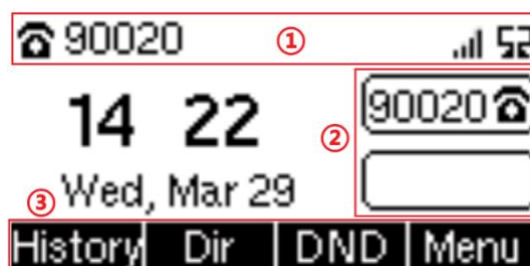 90020 ①
14 22
90020
②
Wed, Mar 29
③
History Dir DND Menu